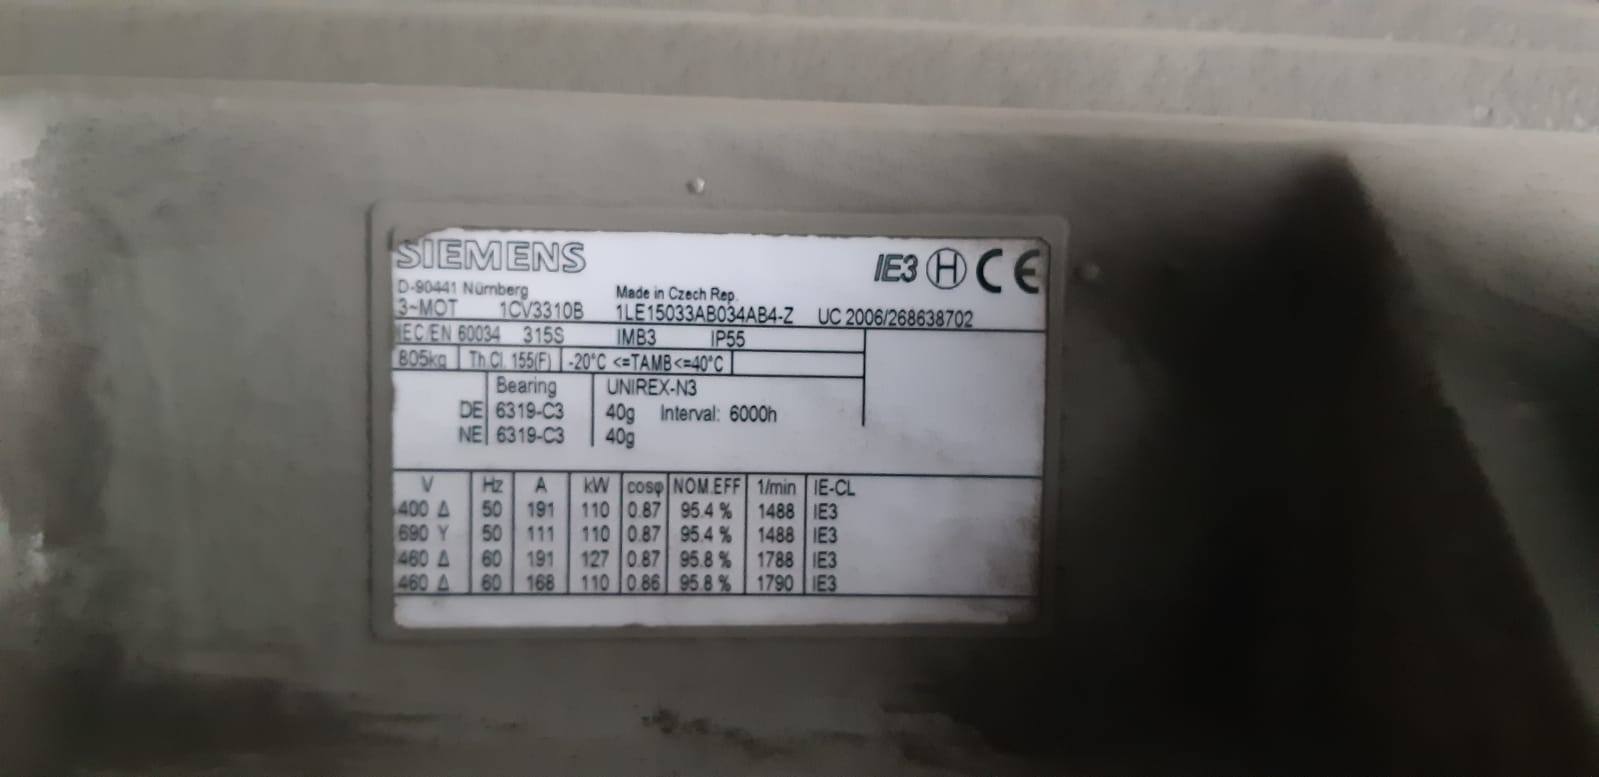 SIEMENS IE3 H CE
D-90441 Nürnberg Made in Czech Rep.
3~MOT 1CV3310B 1LE15033AB034AB4-Z UC 2006/268638702
IEC/EN 60034 315S IMB3 IP55
805kg Th.Cl. 155(F) -20°C <=TAMB<=40°C
Bearing UNIREX-N3
DE 6319-C3 40g Interval: 6000h
NE 6319-C3 40g
V Hz A kW cosφ NOM.EFF 1/min IE-CL
400 Δ 50 191 110 0.87 95.4 % 1488 IE3
690 Y 50 111 110 0.87 95.4 % 1488 IE3
460 Δ 60 191 127 0.87 95.8 % 1788 IE3
460 Δ 60 168 110 0.86 95.8 % 1790 IE3